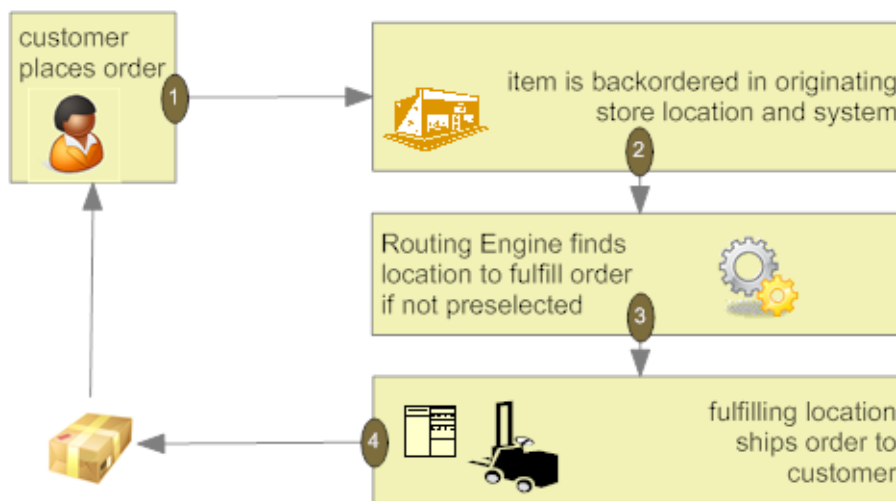 customer
places order
1
item is backordered in originating
store location and system
2
Routing Engine finds
location to fulfill order
if not preselected
3
fulfilling location
ships order to
customer
4